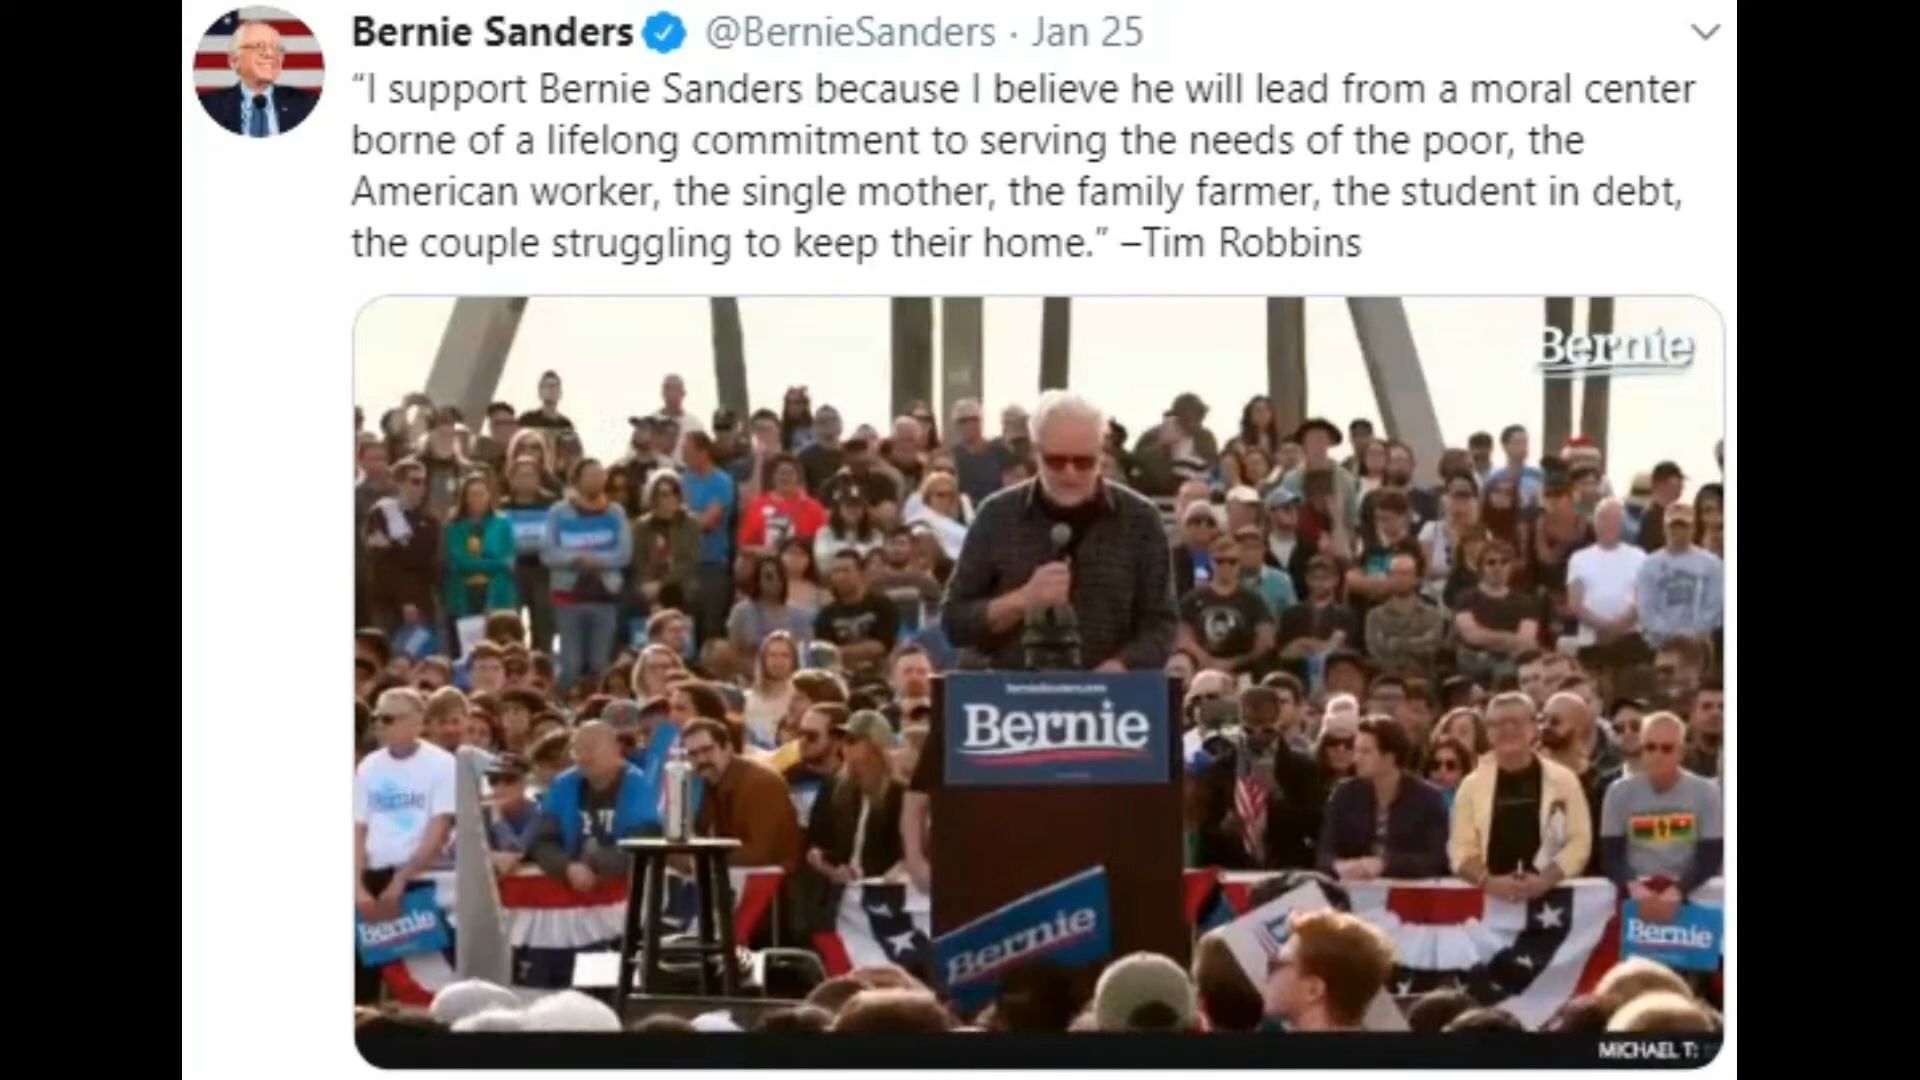 Bernie Sanders @BernieSanders · Jan 25
“I support Bernie Sanders because I believe he will lead from a moral center
borne of a lifelong commitment to serving the needs of the poor, the
American worker, the single mother, the family farmer, the student in debt,
the couple struggling to keep their home.” –Tim Robbins
Bernie
Bernie
Bernie
Bernie
Bernie
MICHAEL T: